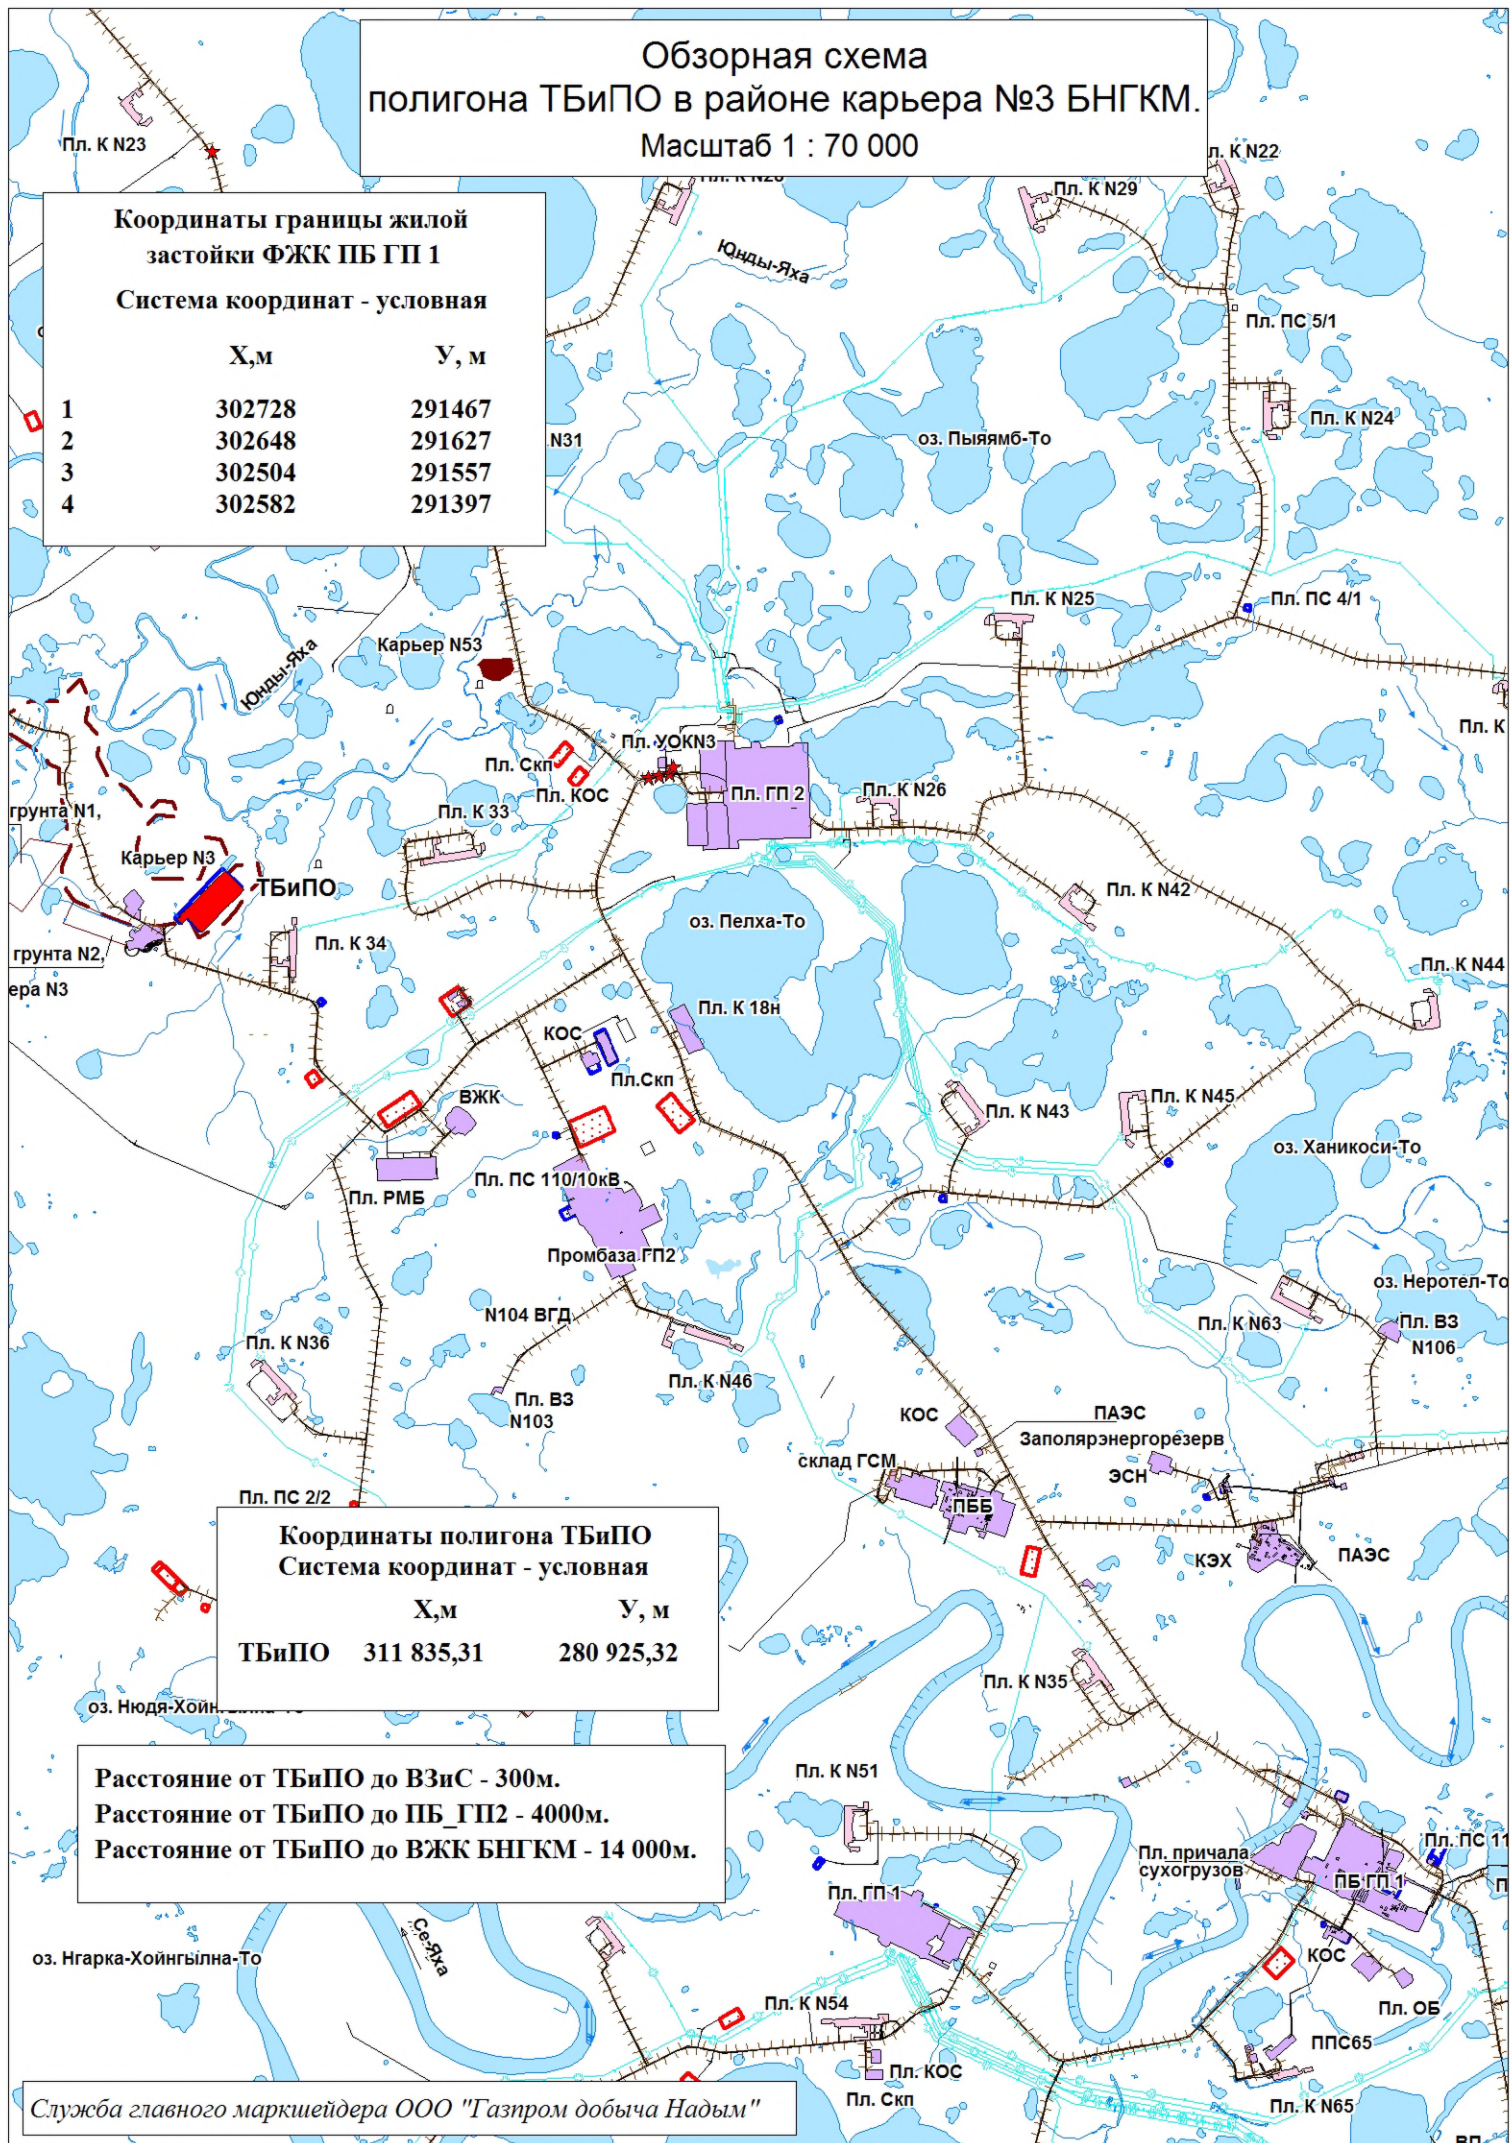 Обзорная схема
полигона ТБиПО в районе карьера №3 БНГКМ.
Масштаб 1 : 70 000
Пл. К N23
л. К N22
Пл. К N29
Координаты границы жилой
застойки ФЖК ПБ ГП 1
Система координат - условная
Х,м У, м
1 302728 291467
2 302648 291627
3 302504 291557
4 302582 291397
Юнды-Яха
Пл. ПС 5/1
Пл. К N24
N31
оз. Пыяямб-То
Пл. К N25
Пл. ПС 4/1
Карьер N53
Юнды-Яха
Пл. К
Пл. УОКN3
Пл. Скп
Пл. КОС
Пл. ГП 2
Пл. К N26
грунта N1,
Пл. К 33
Карьер N3
ТБиПО
Пл. К N42
оз. Пелха-То
Пл. К 34
грунта N2,
ера N3
Пл. К N44
Пл. К 18н
КОС
Пл.Скп
ВЖК
Пл. К N43
Пл. К N45
оз. Ханикоси-То
Пл. ПС 110/10кВ
Пл. РМБ
Промбаза ГП2
оз. Неротел-То
N104 ВГД
Пл. К N63
Пл. ВЗ
N106
Пл. К N36
Пл. К N46
Пл. ВЗ
N103
КОС
ПАЭС
Заполярэнергорезерв
склад ГСМ
ЭСН
Пл. ПС 2/2
ПББ
КЭХ
ПАЭС
Координаты полигона ТБиПО
Система координат - условная
Х,м У, м
ТБиПО 311 835,31 280 925,32
Пл. К N35
оз. Нюдя-Хойн
Расстояние от ТБиПО до ВЗиС - 300м.
Расстояние от ТБиПО до ПБ_ГП2 - 4000м.
Расстояние от ТБиПО до ВЖК БНГКМ - 14 000м.
Пл. К N51
Пл. ПС 11
Пл. причала
сухогрузов
ПБ ГП 1
П
Пл. ГП 1
Се-Яха
оз. Нгарка-Хойнгылна-То
КОС
Пл. К N54
Пл. ОБ
ППС65
Пл. КОС
Пл. Скп
Пл. К N65
Служба главного маркшейдера ООО "Газпром добыча Надым"